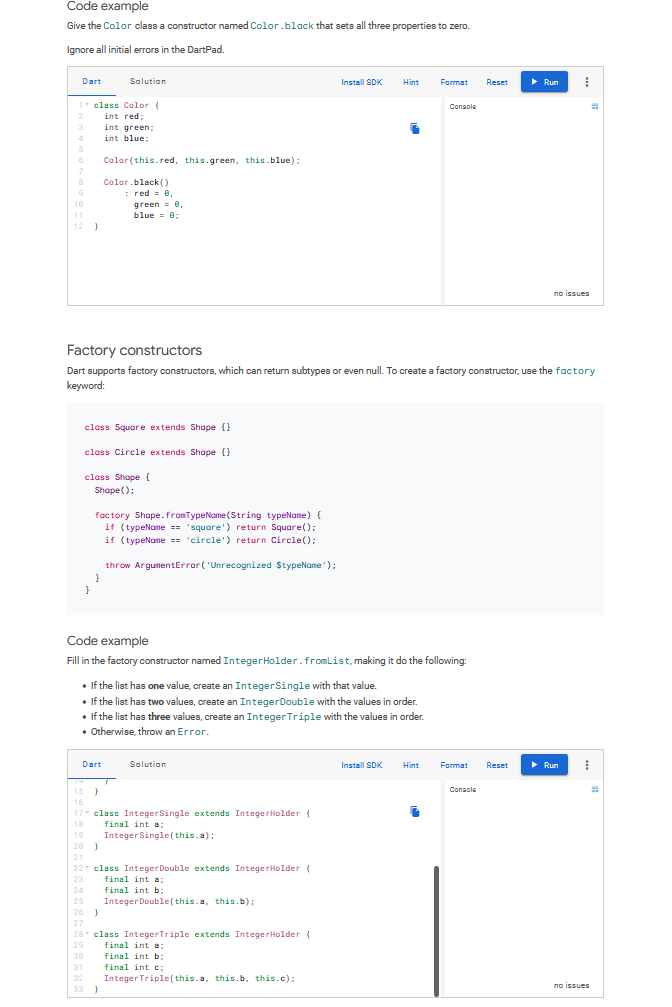 Code example
Give the Color class a constructor named Color.black that sets all three properties to zero.
Ignore all initial errors in the DartPad.
Dart Solution Install SDK Hint Format Reset Run
1 class Color {
2 int red;
3 int green;
4 int blue;
5
6 Color(this.red, this.green, this.blue);
7
8 Color.black()
9 : red = 0,
10 green = 0,
11 blue = 0;
12 }
Console
no issues
Factory constructors
Dart supports factory constructors, which can return subtypes or even null. To create a factory constructor, use the factory
keyword:
class Square extends Shape {}
class Circle extends Shape {}
class Shape {
Shape();
factory Shape.fromTypeName(String typeName) {
if (typeName == 'square') return Square();
if (typeName == 'circle') return Circle();
throw ArgumentError('Unrecognized $typeName');
}
}
Code example
Fill in the factory constructor named IntegerHolder.fromList, making it do the following:
• If the list has one value, create an IntegerSingle with that value.
• If the list has two values, create an IntegerDouble with the values in order.
• If the list has three values, create an IntegerTriple with the values in order.
• Otherwise, throw an Error.
Dart Solution Install SDK Hint Format Reset Run
15 }
16
17 class IntegerSingle extends IntegerHolder {
18 final int a;
19 IntegerSingle(this.a);
20 }
21
22 class IntegerDouble extends IntegerHolder {
23 final int a;
24 final int b;
25 IntegerDouble(this.a, this.b);
26 }
27
28 class IntegerTriple extends IntegerHolder {
29 final int a;
30 final int b;
31 final int c;
32 IntegerTriple(this.a, this.b, this.c);
33 }
Console
no issues